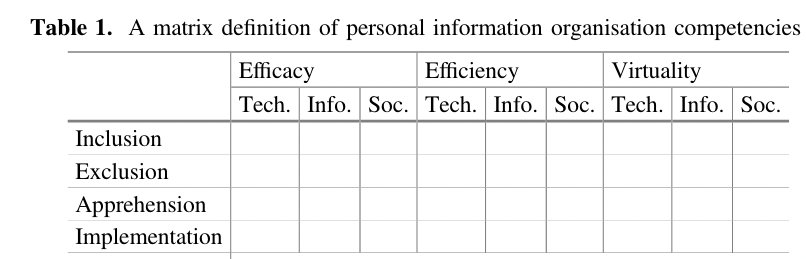 Table 1. A matrix definition of personal information organisation competencies
Efficacy Efficiency Virtuality
Tech. Info. Soc. Tech. Info. Soc. Tech. Info. Soc.
Inclusion
Exclusion
Apprehension
Implementation